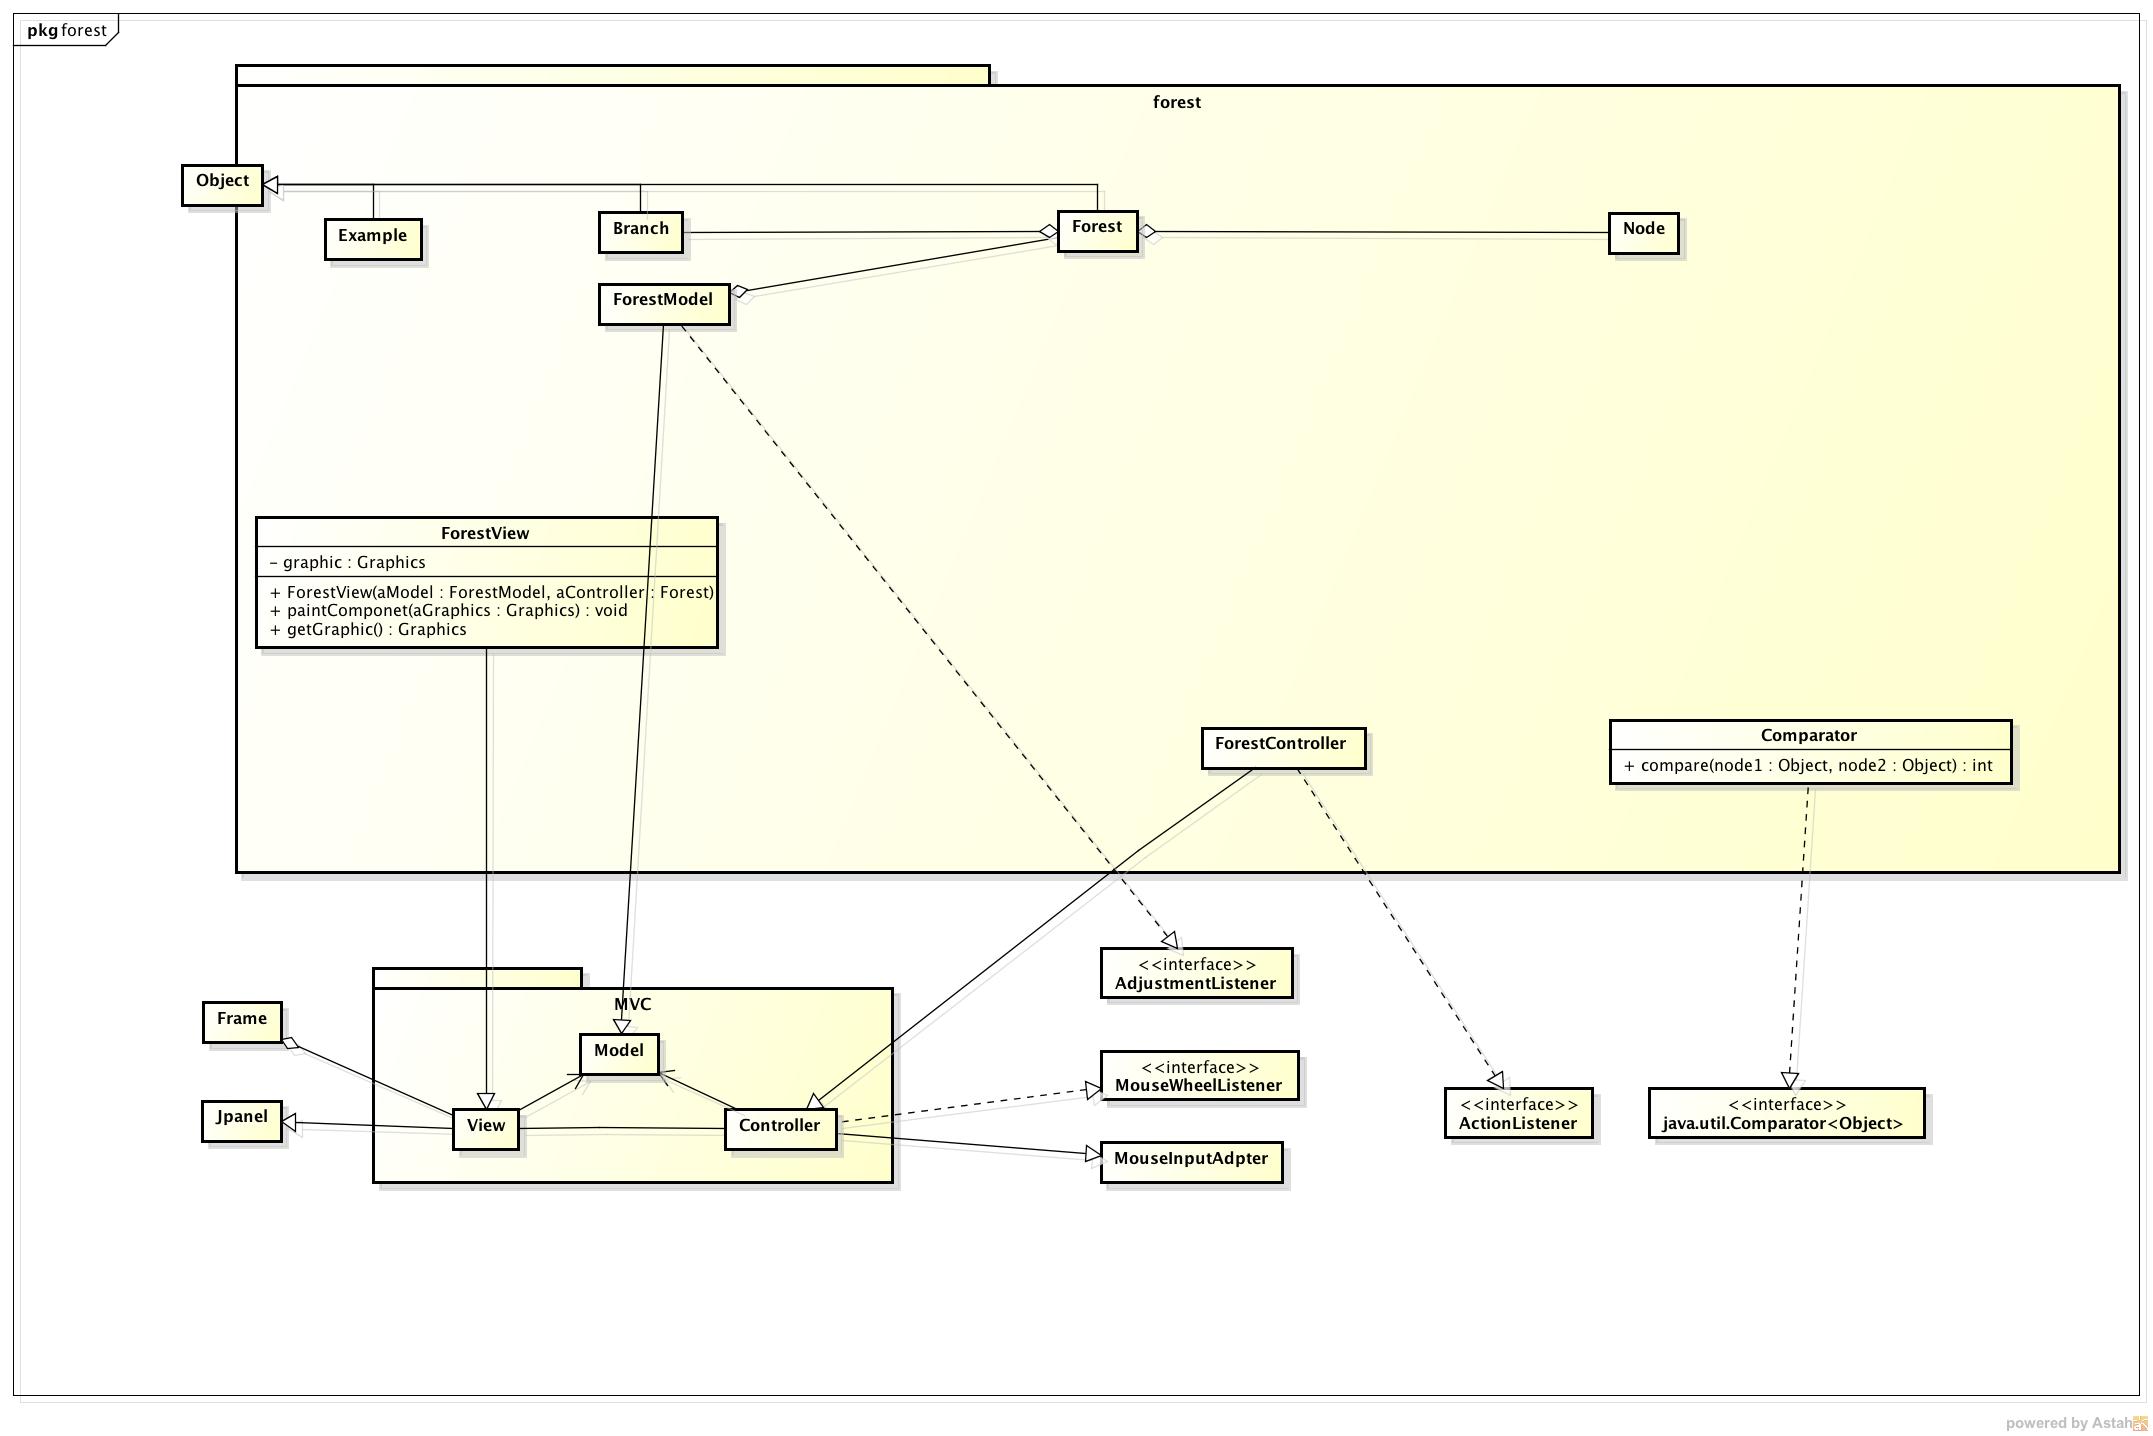 pkg forest
forest
Object
Example
Branch
Forest
Node
ForestModel
ForestView
– graphic : Graphics
+ ForestView(aModel : ForestModel, aController : Forest)
+ paintComponet(aGraphics : Graphics) : void
+ getGraphic() : Graphics
ForestController
Comparator
+ compare(node1 : Object, node2 : Object) : int
<<interface>>
AdjustmentListener
Frame
MVC
Model
<<interface>>
MouseWheelListener
Jpanel
View
Controller
<<interface>>
ActionListener
<<interface>>
java.util.Comparator<Object>
MouseInputAdpter
powered by Astah